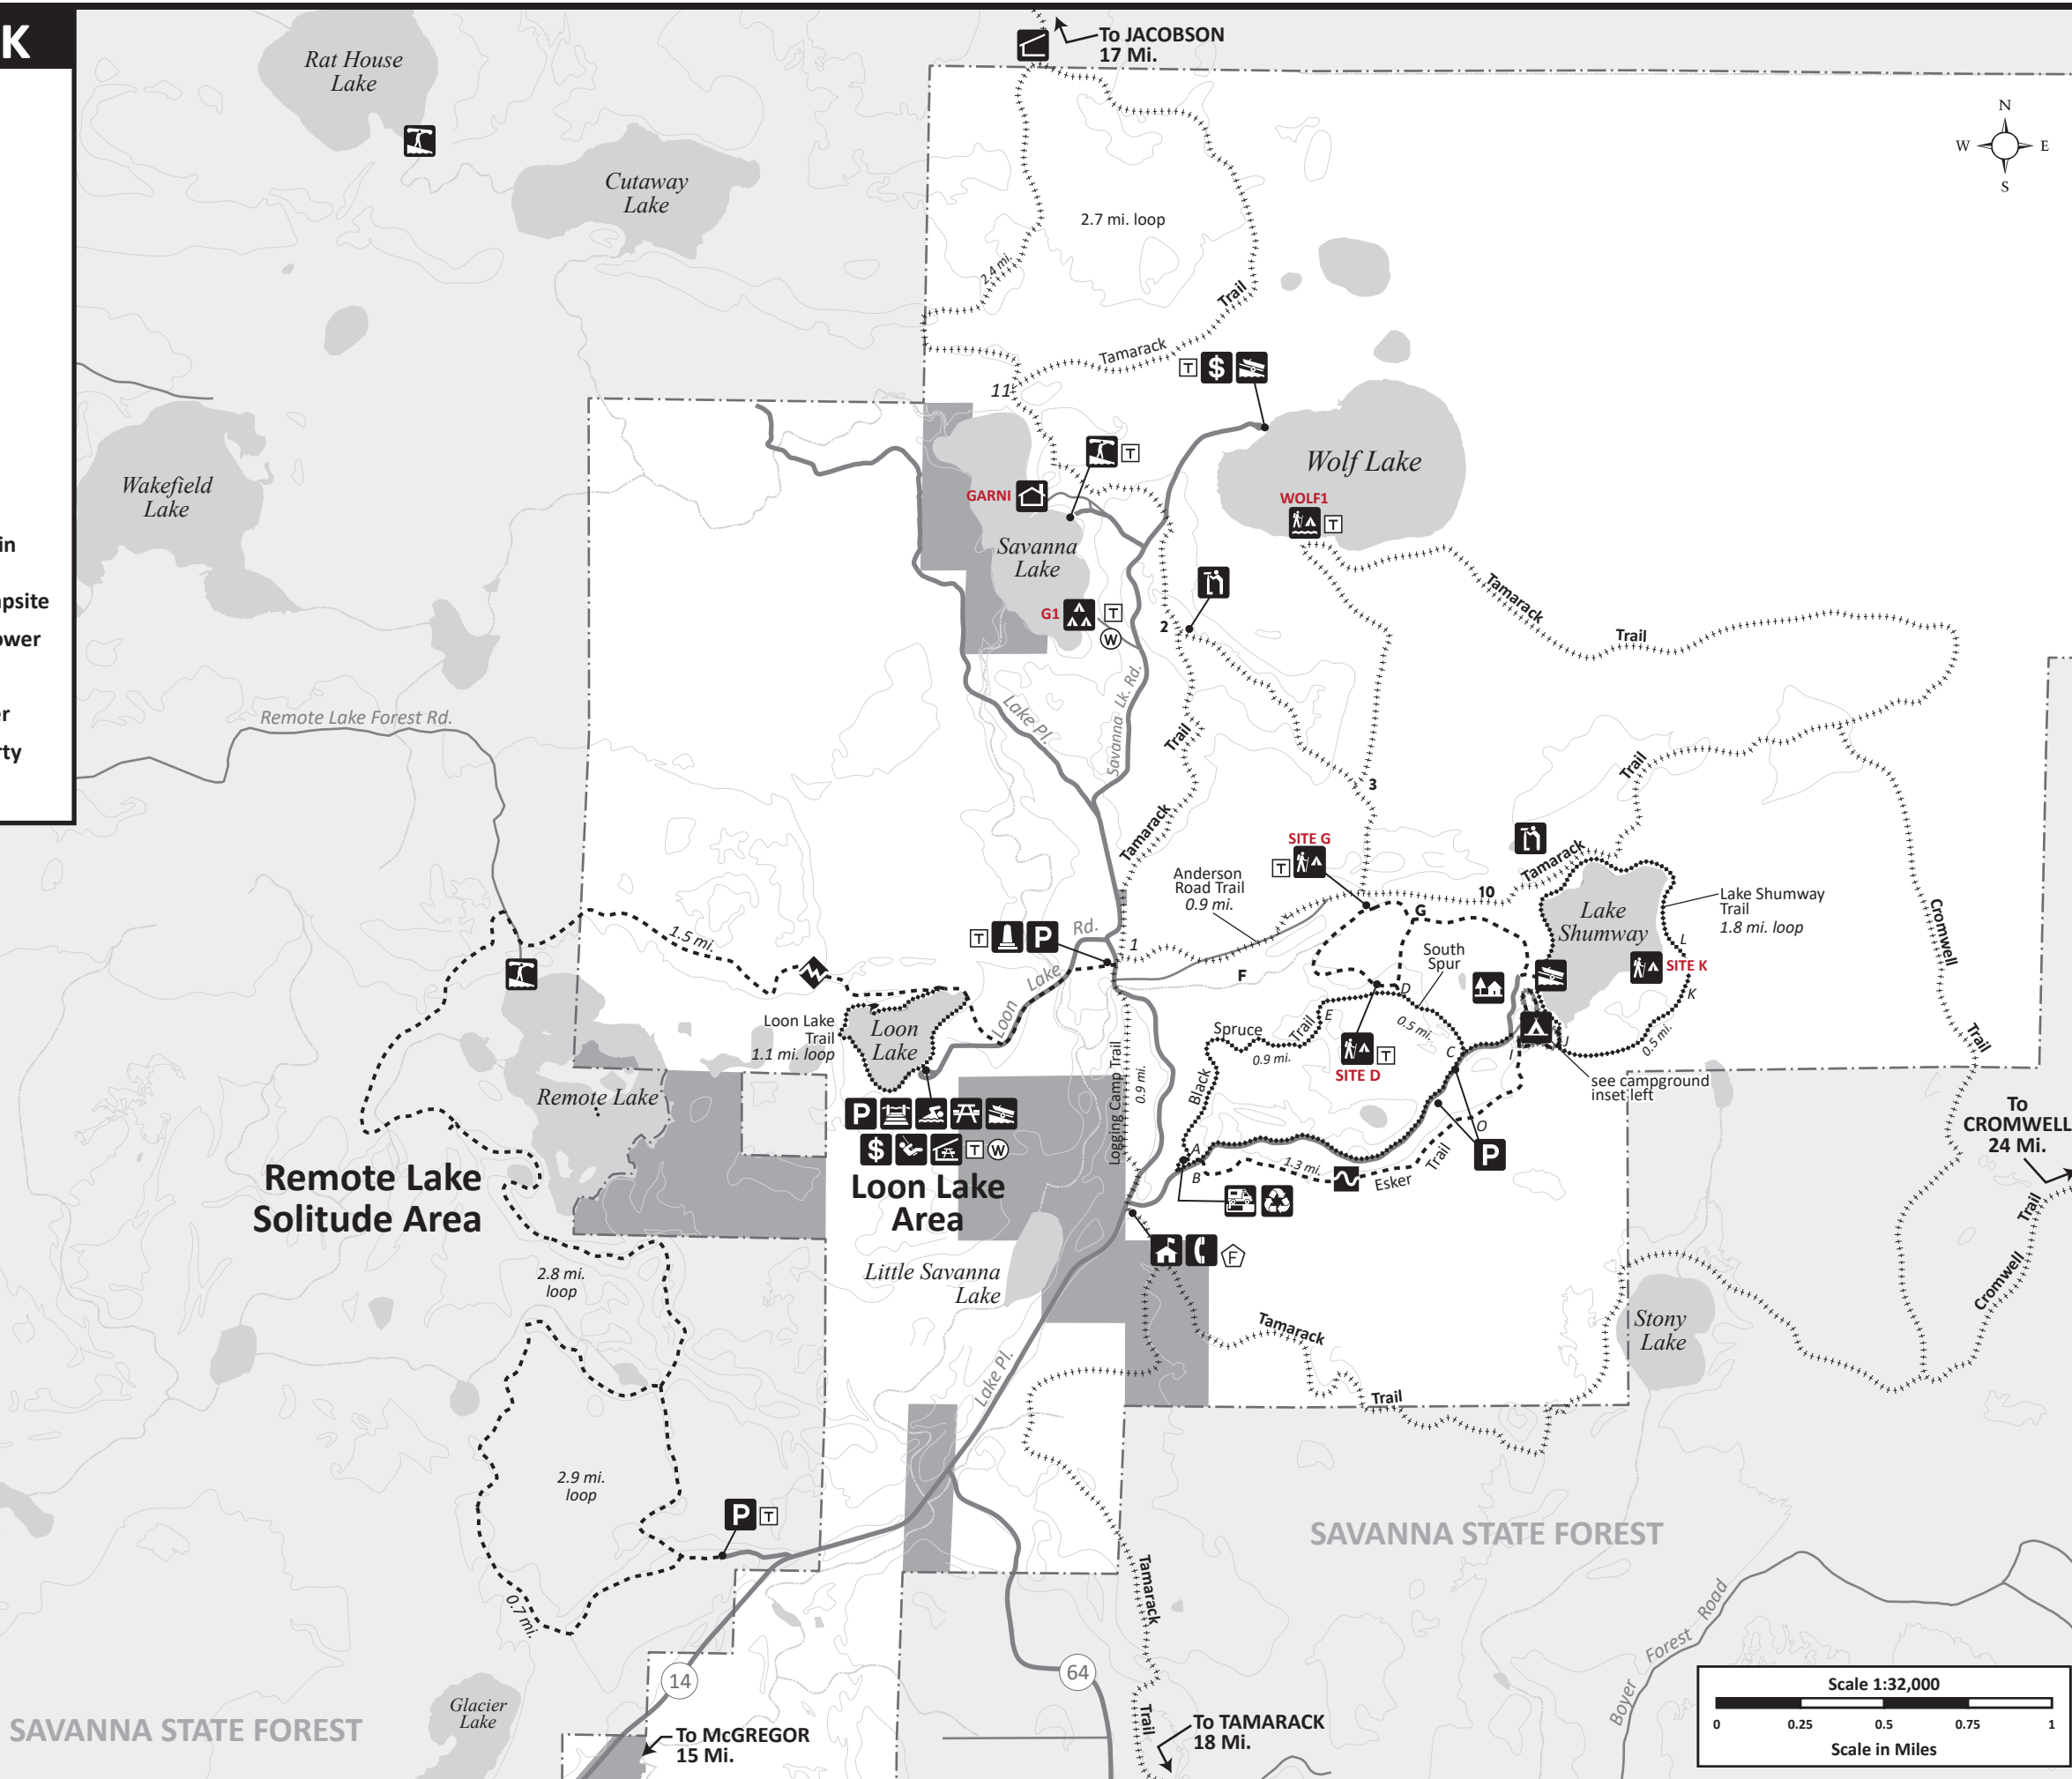 K
in
psite
ower
er
rty
To JACOBSON
17 Mi.
Rat House
Lake
N
W
E
S
Cutaway
Lake
2.7 mi. loop
2.4 mi.
Trail
Tamarack
T
$
11
Wolf Lake
T
Wakefield
Lake
GARNI
WOLF1
T
Savanna
Lake
G1
T
W
2
Tamarack
Trail
Remote Lake Forest Rd.
Lake Pl.
Savanna Lk. Rd.
Trail
Trail
3
Tamarack
SITE G
T
Tamarack
Anderson
Road Trail
0.9 mi.
10
G
Lake
Shumway
Lake Shumway
Trail
1.8 mi. loop
Cromwell
1.5 mi.
T
P
Rd.
1
South
Spur
L
SITE K
K
F
Lake
Loon
D
Loon Lake
Trail
1.1 mi. loop
Loon
Lake
Spruce
Trail
E
0.5 mi.
0.9 mi.
T
SITE D
C
I
J
0.5 mi.
Trail
see campground
inset left
Remote Lake
Logging Camp Trail
0.9 mi.
Black
P
$
T
W
To
CROMWELL
24 Mi.
O
P
A
B
1.3 mi.
Trail
Esker
Remote Lake
Solitude Area
Loon Lake
Area
F
Trail
Cromwell
Little Savanna
Lake
2.8 mi.
loop
Tamarack
Stony
Lake
Lake Pl.
Trail
2.9 mi.
loop
P
T
SAVANNA STATE FOREST
Tamarack
0.7 mi.
Boyer Forest Road
14
64
Scale 1:32,000
0
0.25
0.5
0.75
1
Scale in Miles
Glacier
Lake
SAVANNA STATE FOREST
To McGREGOR
15 Mi.
Trail
To TAMARACK
18 Mi.